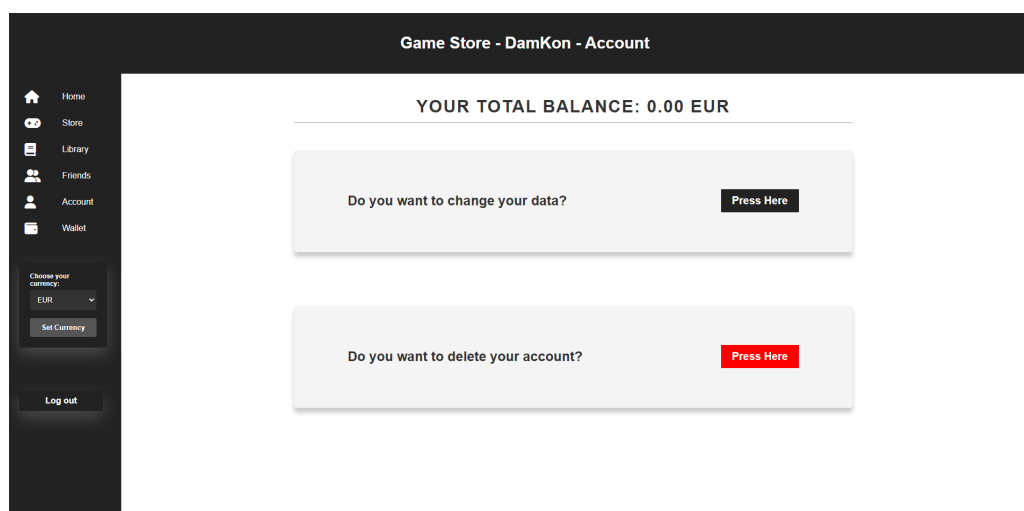 Game Store - DamKon - Account
Home
Store
Library
Friends
Account
Wallet
Choose your
currency:
EUR
Set Currency
Log out
YOUR TOTAL BALANCE: 0.00 EUR
Do you want to change your data?
Press Here
Do you want to delete your account?
Press Here